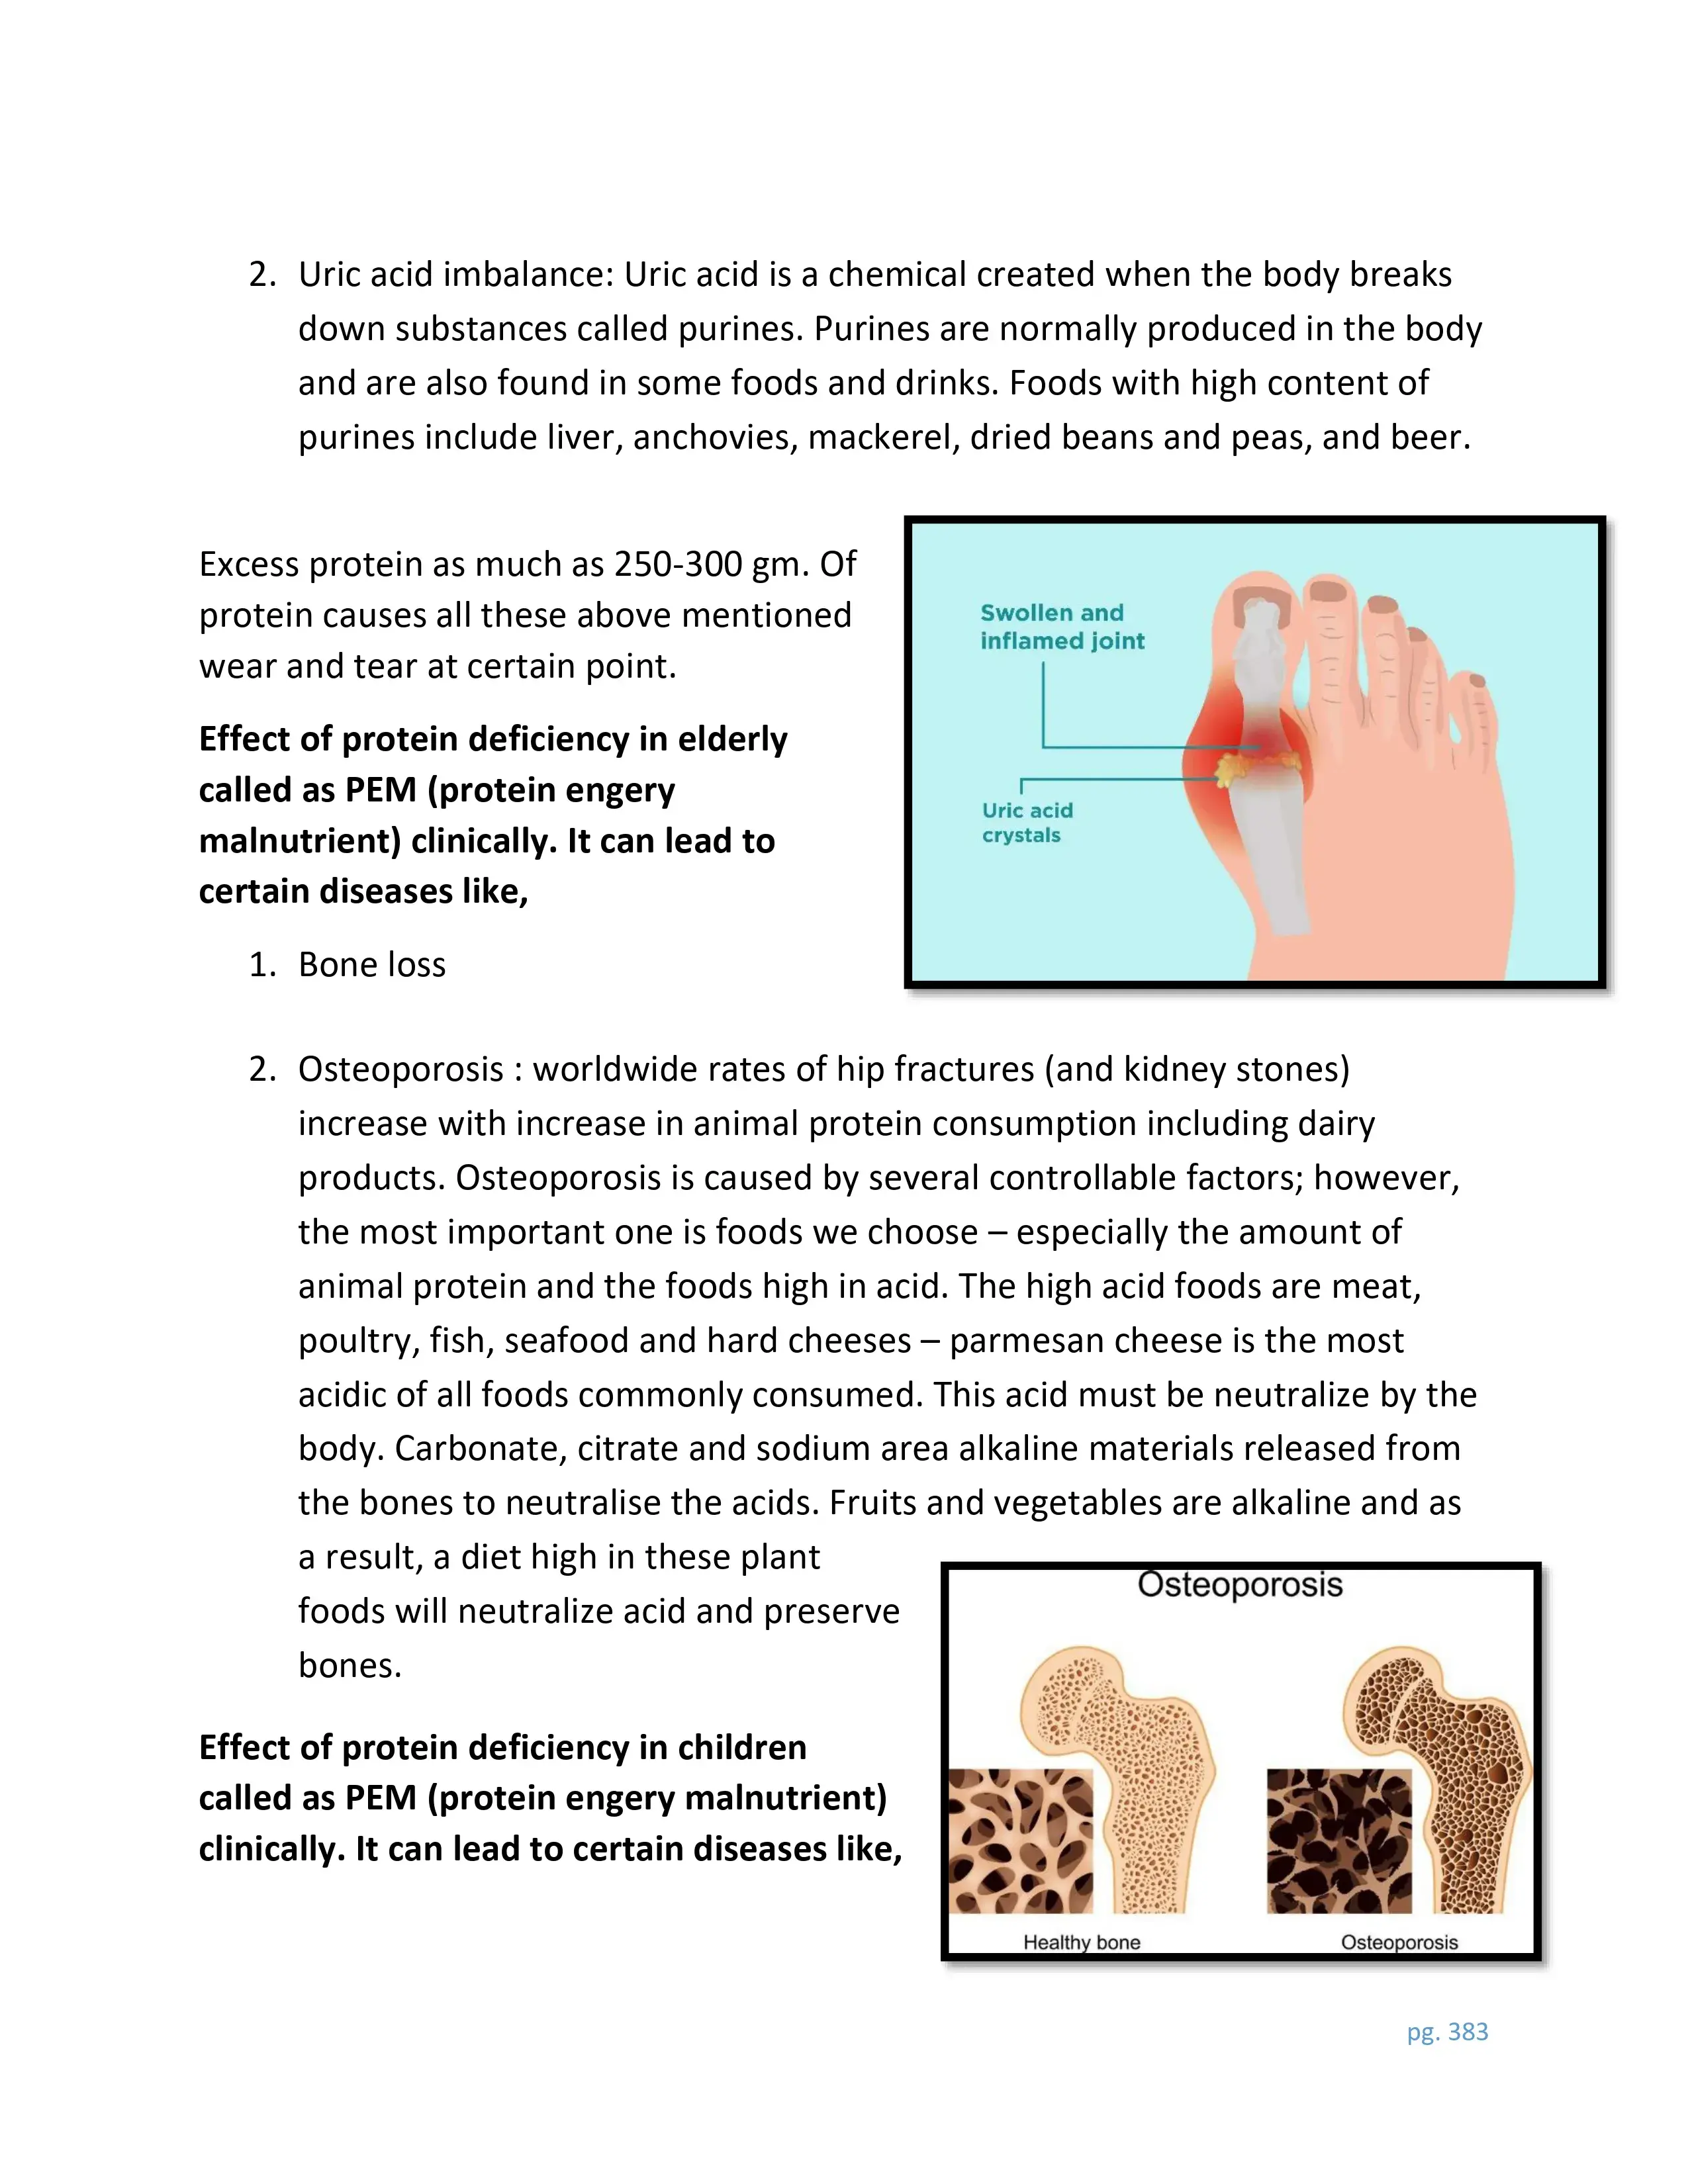 2. Uric acid imbalance: Uric acid is a chemical created when the body breaks
down substances called purines. Purines are normally produced in the body
and are also found in some foods and drinks. Foods with high content of
purines include liver, anchovies, mackerel, dried beans and peas, and beer.
Excess protein as much as 250-300 gm. Of
protein causes all these above mentioned
wear and tear at certain point.
Swollen and
inflamed joint
Uric acid
crystals
Effect of protein deficiency in elderly
called as PEM (protein engery
malnutrient) clinically. It can lead to
certain diseases like,
1. Bone loss
2. Osteoporosis : worldwide rates of hip fractures (and kidney stones)
increase with increase in animal protein consumption including dairy
products. Osteoporosis is caused by several controllable factors; however,
the most important one is foods we choose – especially the amount of
animal protein and the foods high in acid. The high acid foods are meat,
poultry, fish, seafood and hard cheeses – parmesan cheese is the most
acidic of all foods commonly consumed. This acid must be neutralize by the
body. Carbonate, citrate and sodium area alkaline materials released from
the bones to neutralise the acids. Fruits and vegetables are alkaline and as
a result, a diet high in these plant
foods will neutralize acid and preserve
bones.
Osteoporosis
Healthy bone
Osteoporosis
Effect of protein deficiency in children
called as PEM (protein engery malnutrient)
clinically. It can lead to certain diseases like,
pg. 383